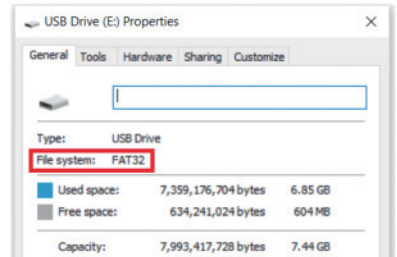 USB Drive (E:) Properties
General Tools Hardware Sharing Customize
Type: USB Drive
File system: FAT32
Used space: 7,359,176,704 bytes 6.85 GB
Free space: 634,241,024 bytes 604 MB
Capacity: 7,993,417,728 bytes 7.44 GB